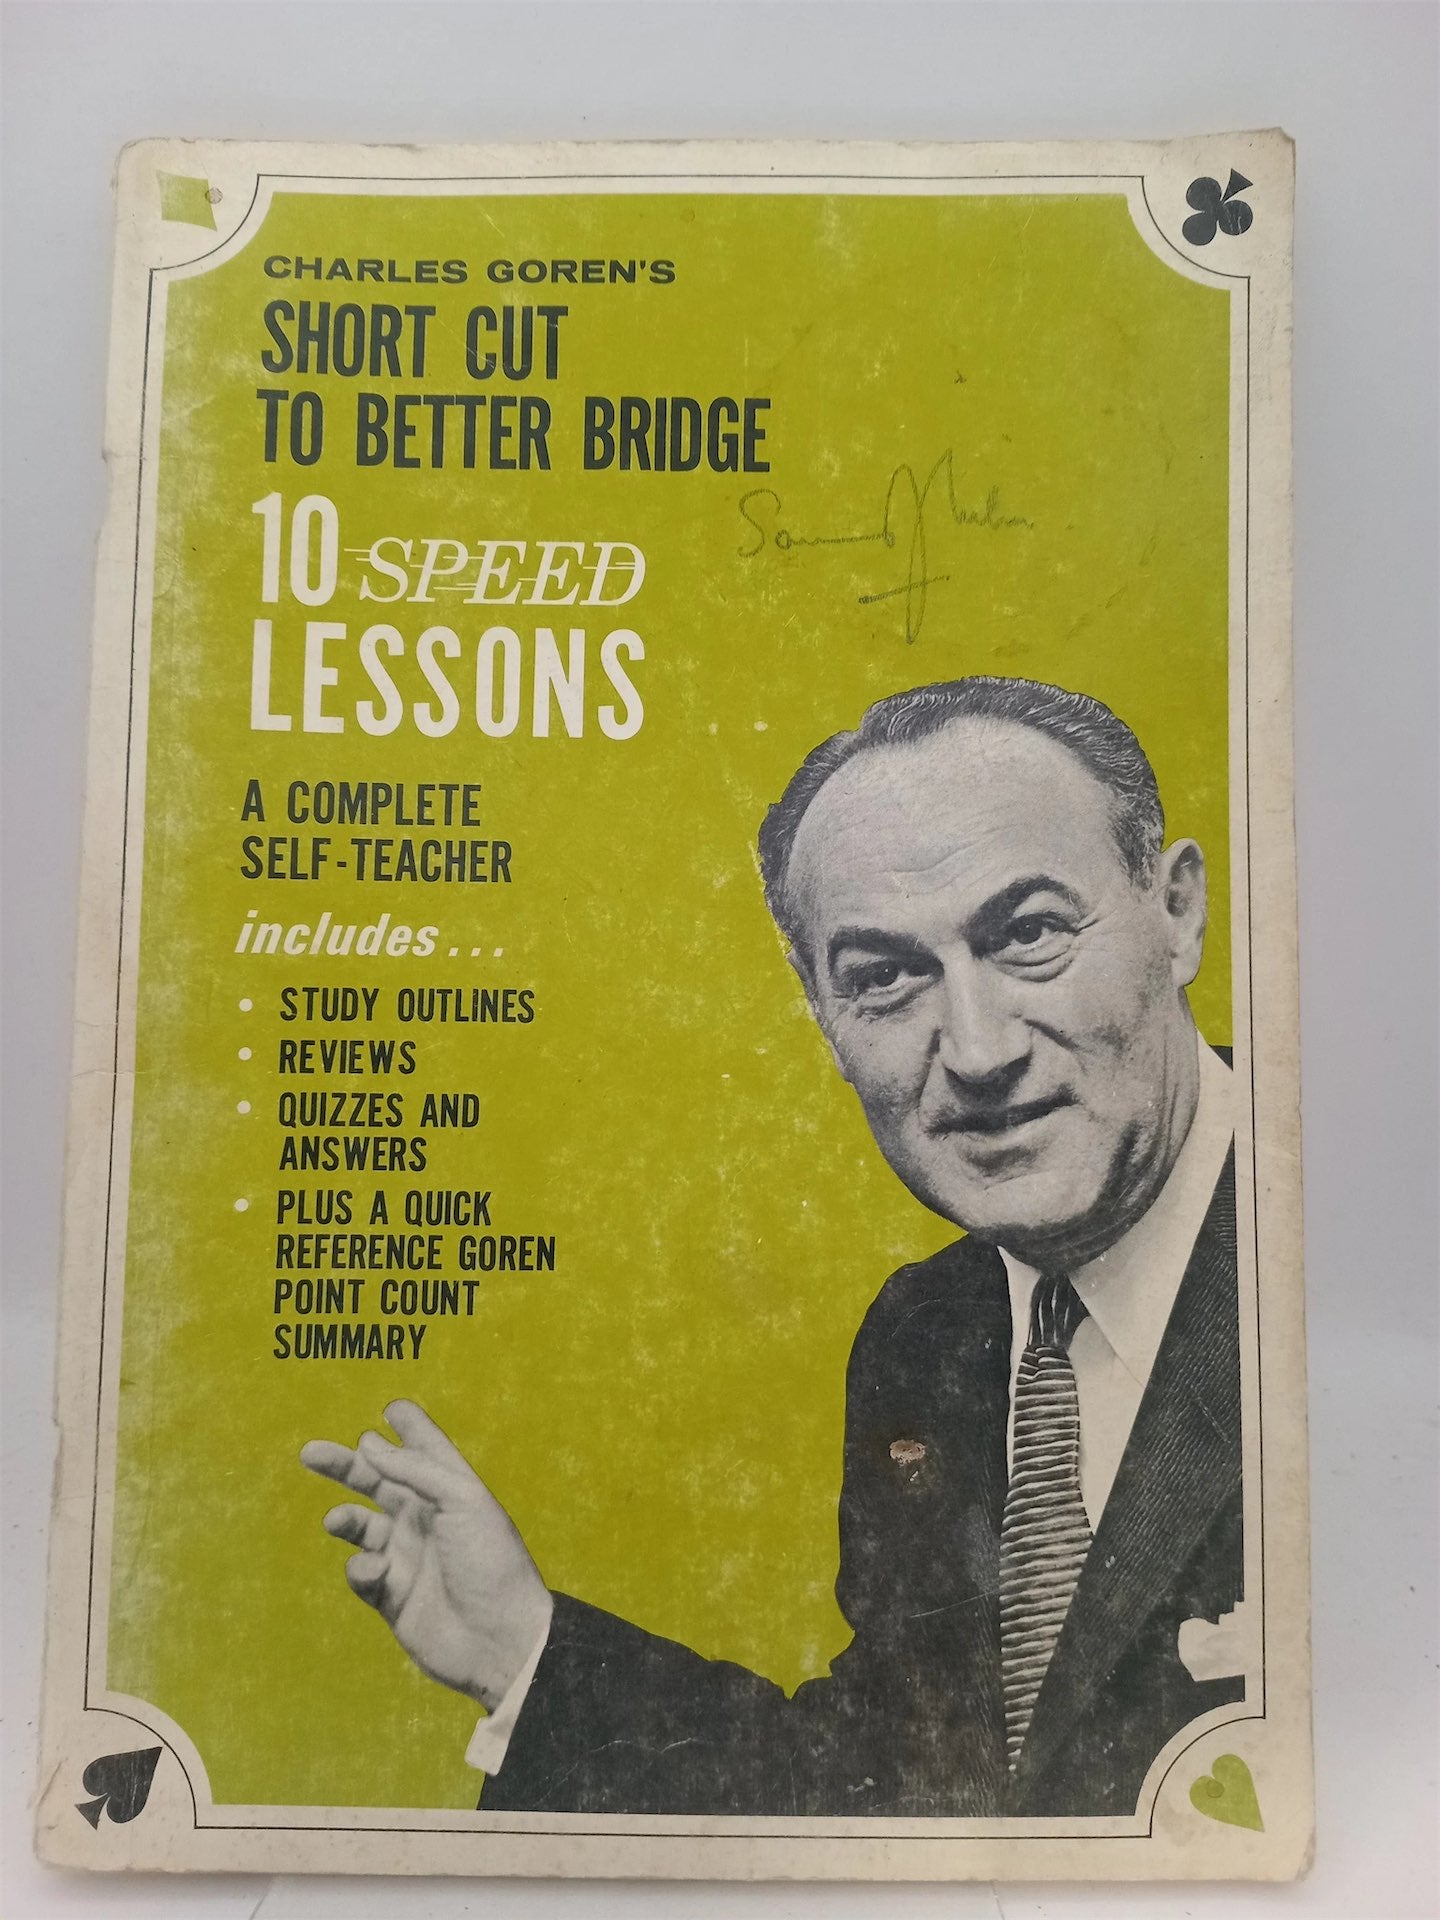 CHARLES GOREN'S
SHORT CUT
TO BETTER BRIDGE
10 SPEED
LESSONS
A COMPLETE
SELF-TEACHER
includes...
• STUDY OUTLINES
• REVIEWS
• QUIZZES AND
ANSWERS
• PLUS A QUICK
REFERENCE GOREN
POINT COUNT
SUMMARY